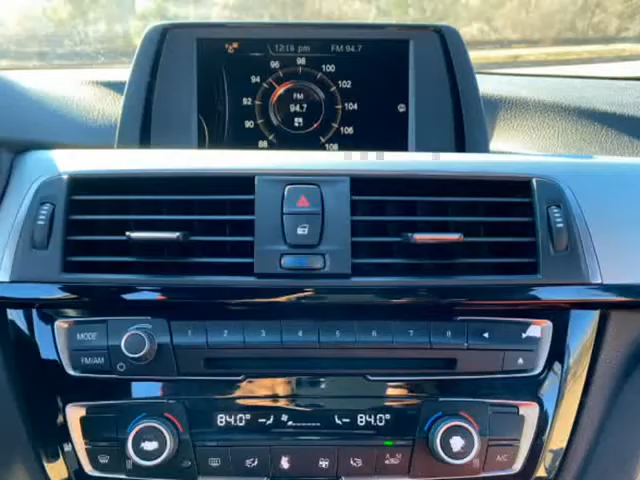 12:16 pm FM 94.7
98
96 100
94 102
FM
92 94.7 104
90 106
88 108
MODE 1 2 3 4 5 6 7 8
FM/AM
84.0° 84.0°
A/C